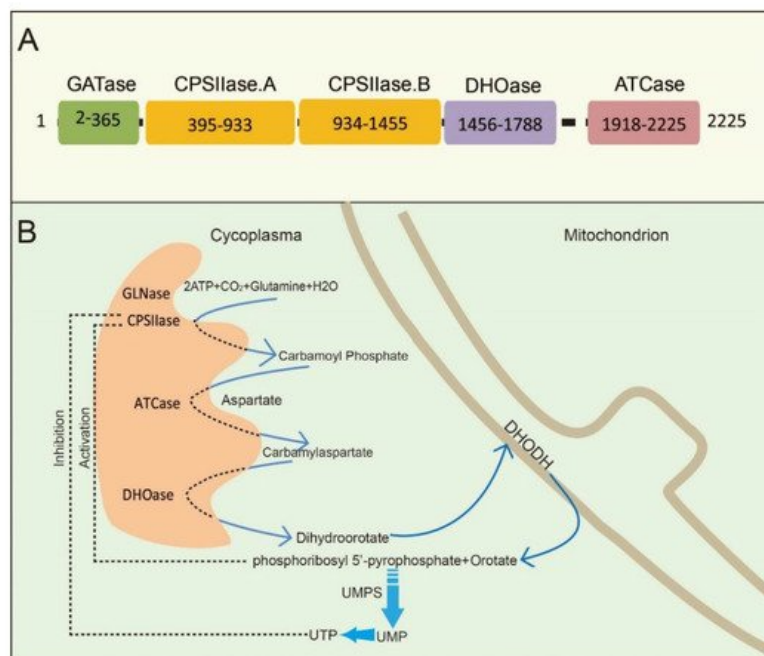 A
GATase CPSIIase.A CPSIIase.B DHOase ATCase
1 2-365 395-933 934-1455 1456-1788 1918-2225 2225
B
Cycoplasma Mitochondrion
GLNase 2ATP+CO₂+Glutamine+H2O
CPSIIase
Carbamoyl Phosphate
ATCase Aspartate
Inhibition
Activation
Carbamylaspartate
DHODH
DHOase
Dihydroorotate
phosphoribosyl 5'-pyrophosphate+Orotate
UMPS
UTP UMP